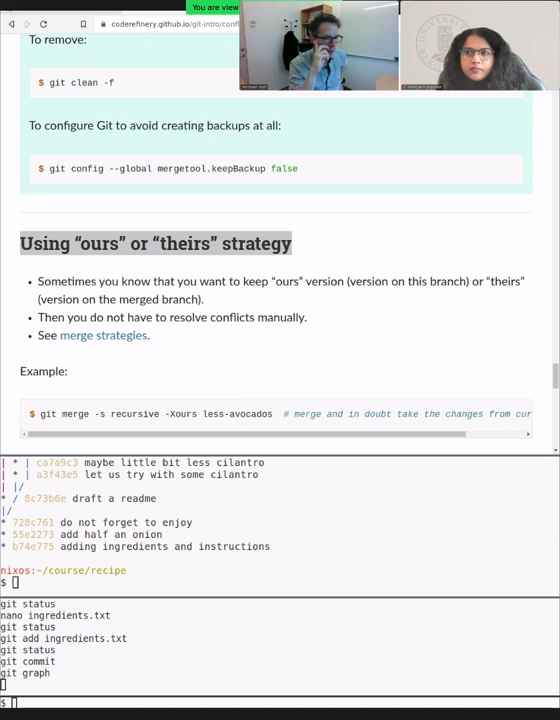 You are view
coderefinery.github.io/git-intro/confl
To remove:
$ git clean -f
To configure Git to avoid creating backups at all:
$ git config --global mergetool.keepBackup false
Using “ours” or “theirs” strategy
• Sometimes you know that you want to keep “ours” version (version on this branch) or “theirs”
(version on the merged branch).
• Then you do not have to resolve conflicts manually.
• See merge strategies.
Example:
$ git merge -s recursive -Xours less-avocados # merge and in doubt take the changes from cur
| * | ca7a9c3 maybe little bit less cilantro
| * | a3f43e5 let us try with some cilantro
| |/
* / 8c73b6e draft a readme
|/
* 728c761 do not forget to enjoy
* 55e2273 add half an onion
* b74e775 adding ingredients and instructions
nixos:~/course/recipe
$
git status
nano ingredients.txt
git status
git add ingredients.txt
git status
git commit
git graph
$